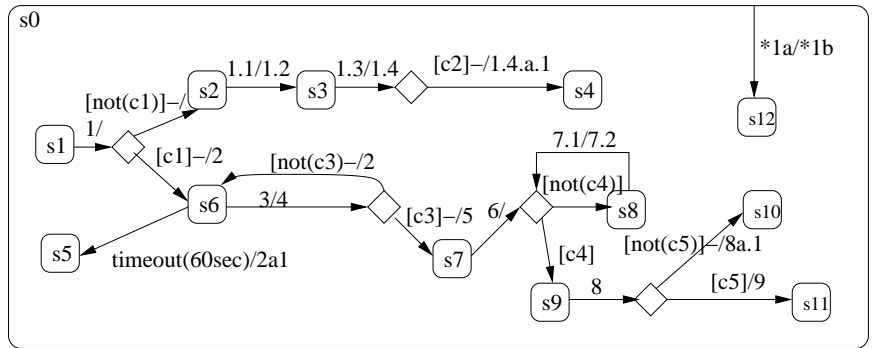 s0
*1a/*1b
1.1/1.2
1.3/1.4
[c2]–/1.4.a.1
s2
s3
s4
[not(c1)]–/
s12
1/
7.1/7.2
s1
[c1]–/2
[not(c3)–/2
[not(c4)]
s6
3/4
s8
[c3]–/5
6/
s10
s5
[not(c5)]–/8a.1
timeout(60sec)/2a1
s7
[c4]
[c5]/9
8
s9
s11